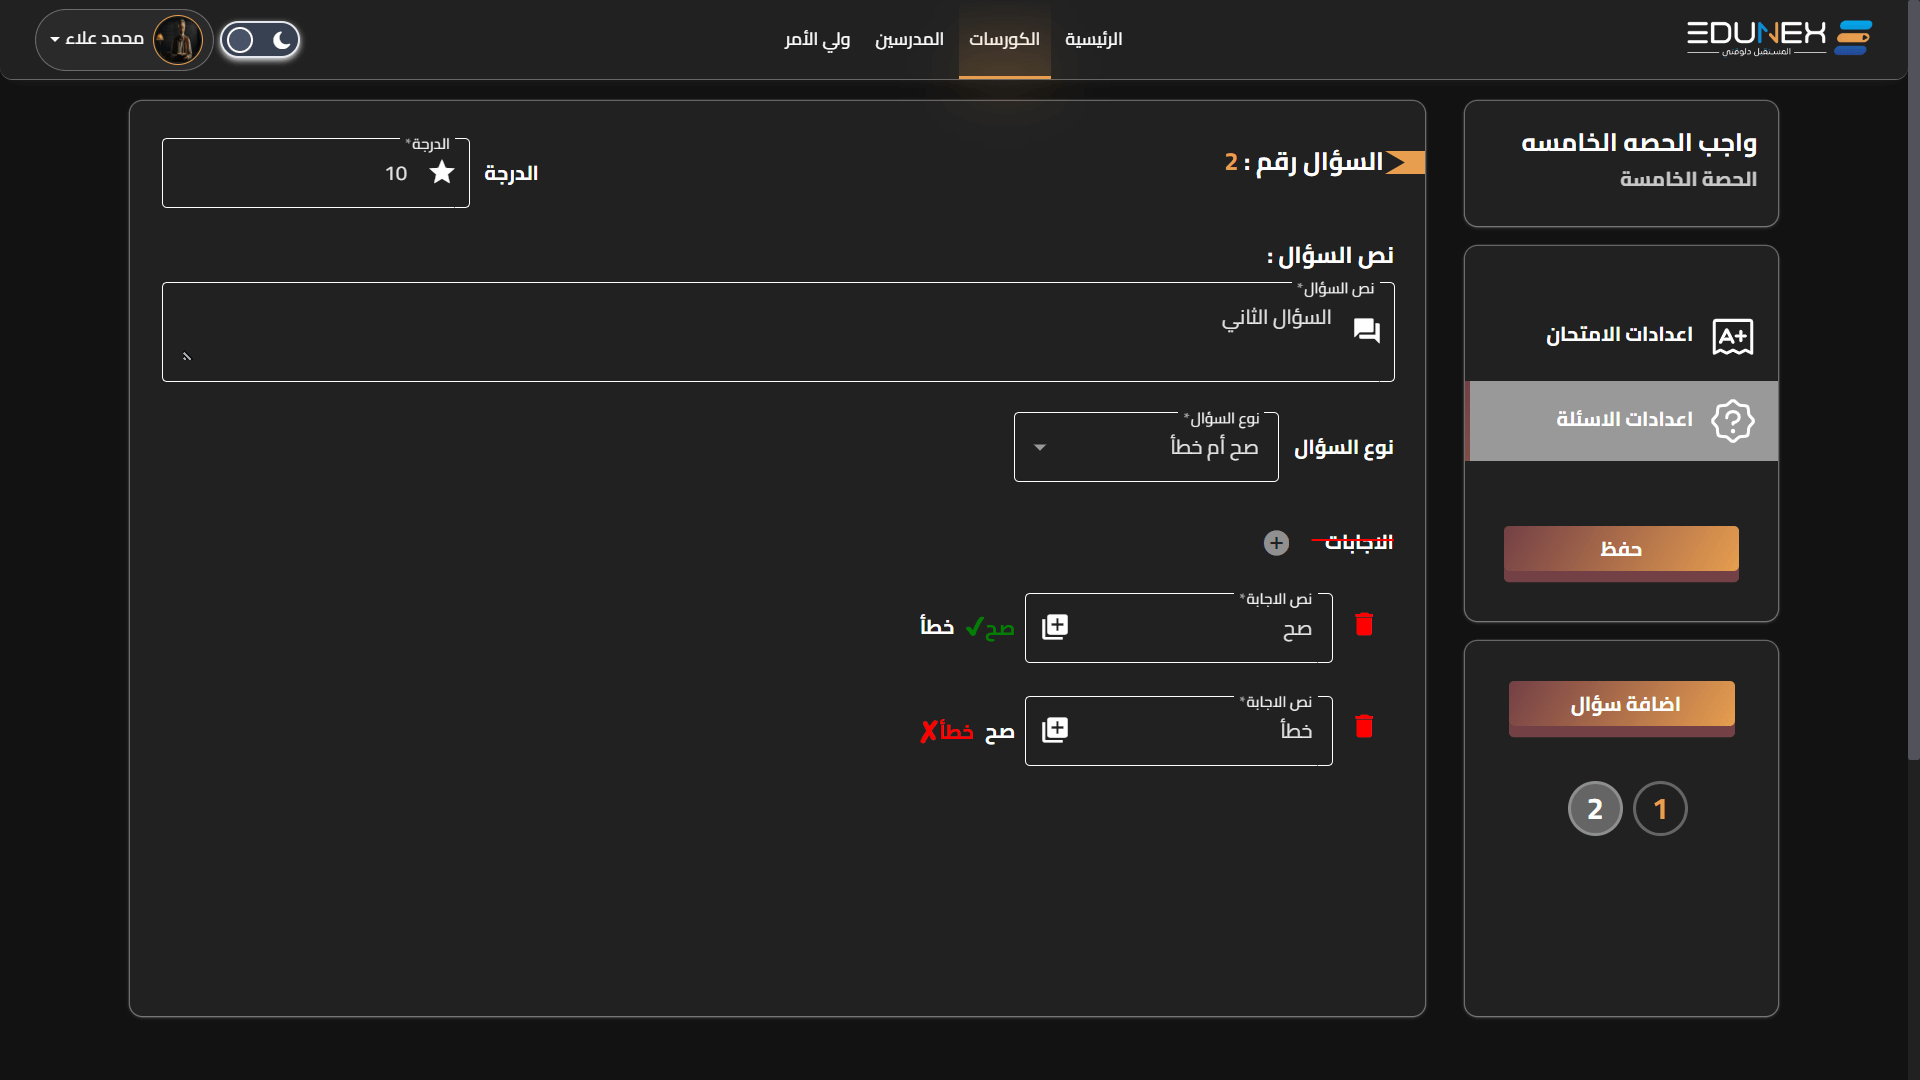 EDUNEX
المستقبل دلوقتي
الرئيسية
الكورسات
المدرسين
ولي الأمر
محمد علاء
واجب الحصه الخامسه
الحصة الخامسة
اعدادات الامتحان
A+
اعدادات الاسئلة
?
حفظ
اضافة سؤال
1
2
السؤال رقم : 2
الدرجة
الدرجة*
10
نص السؤال :
نص السؤال*
السؤال الثاني
نوع السؤال
نوع السؤال*
صح أم خطأ
الاجابات
نص الاجابة*
صح
صح✓ خطأ
نص الاجابة*
خطأ
صح خطأ✗